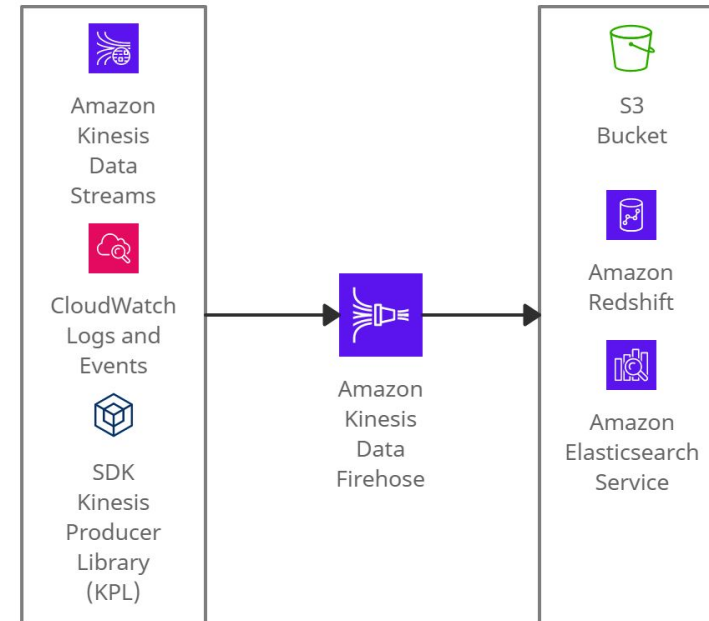 Amazon
Kinesis
Data
Streams
CloudWatch
Logs and
Events
SDK
Kinesis
Producer
Library
(KPL)
Amazon
Kinesis
Data
Firehose
S3
Bucket
Amazon
Redshift
Amazon
Elasticsearch
Service